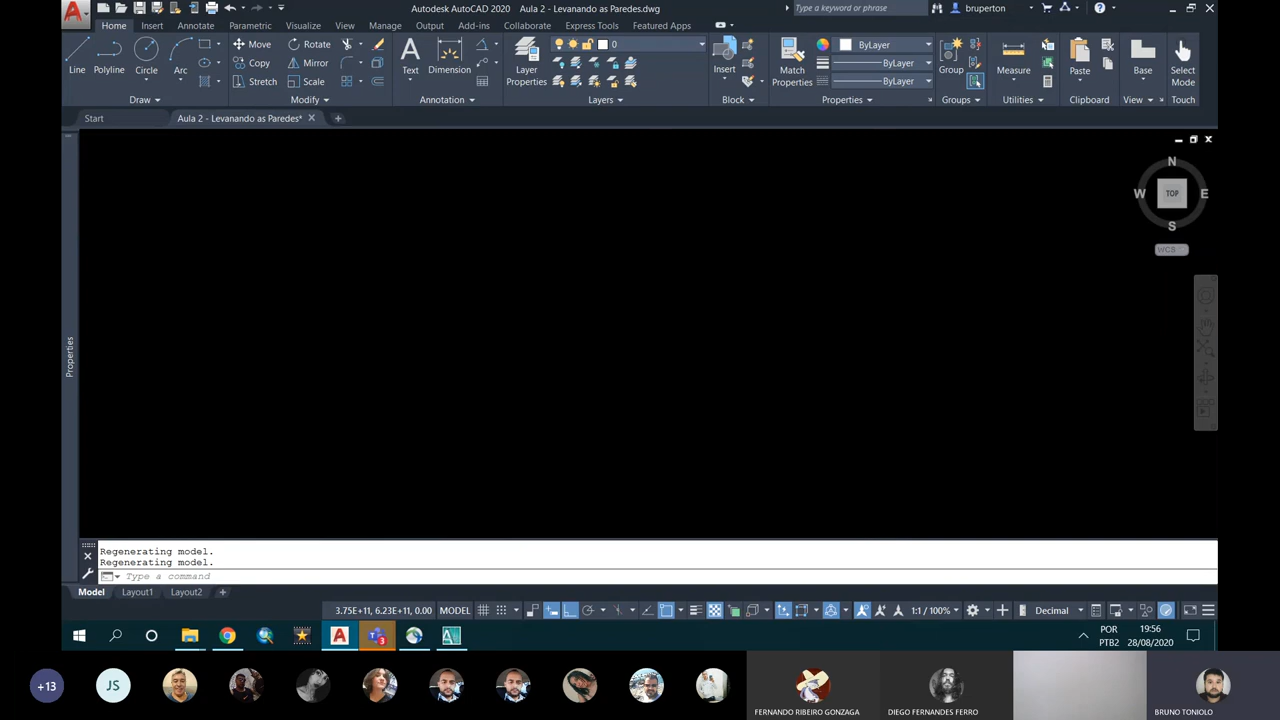 Autodesk AutoCAD 2020 Aula 2 - Levanando as Paredes.dwg
Type a keyword or phrase
bruperton
Home Insert Annotate Parametric Visualize View Manage Output Add-ins Collaborate Express Tools Featured Apps
Line Polyline Circle Arc
Move Rotate
Copy Mirror
Stretch Scale
Text Dimension
Layer Properties
0
Insert
Match Properties
ByLayer
ByLayer
ByLayer
Group
Measure
Paste
Base
Select Mode
Draw Modify Annotation Layers Block Properties Groups Utilities Clipboard View Touch
Start Aula 2 - Levanando as Paredes*
N
W TOP E
S
WCS
Properties
Regenerating model.
Regenerating model.
Type a command
Model Layout1 Layout2
3.75E+11, 6.23E+11, 0.00 MODEL 1:1 / 100% Decimal
3
POR
PTB2
19:56
28/08/2020
+13
JS
FERNANDO RIBEIRO GONZAGA
DIEGO FERNANDES FERRO
BRUNO TONIOLO